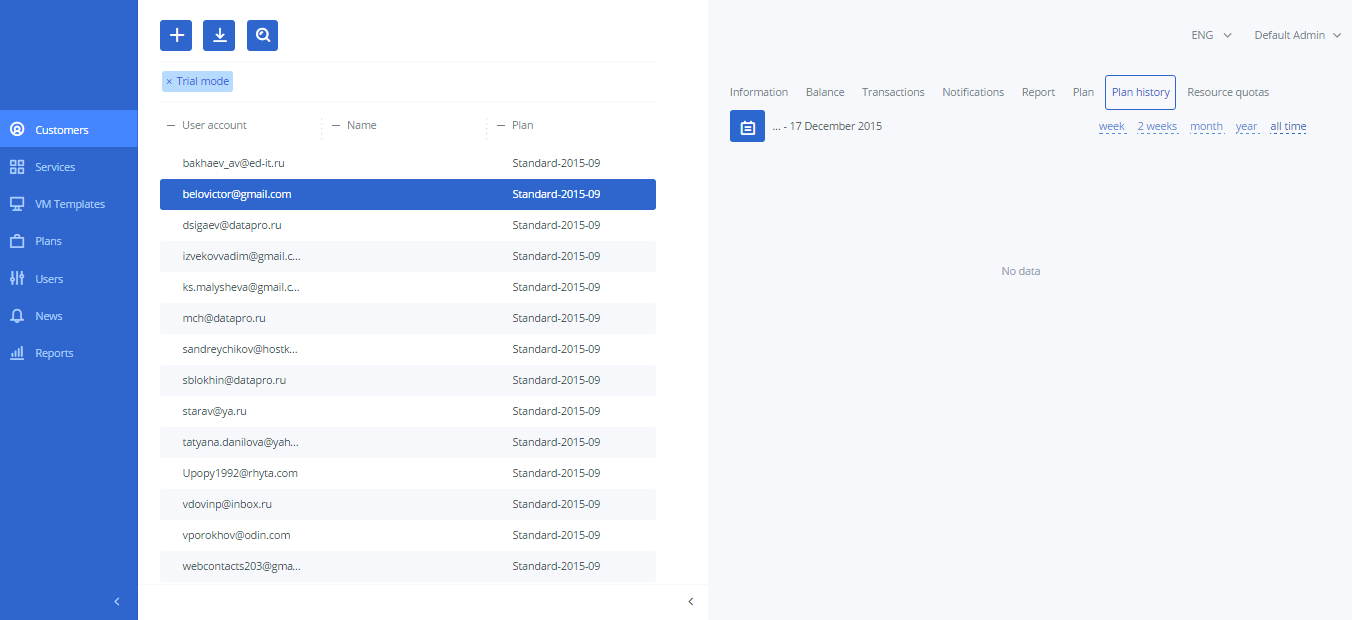 ENG
Default Admin
Customers
Services
VM Templates
Plans
Users
News
Reports
× Trial mode
User account Name Plan
bakhaev_av@ed-it.ru Standard-2015-09
belovictor@gmail.com Standard-2015-09
dsigaev@datapro.ru Standard-2015-09
izvekovvadim@gmail.c... Standard-2015-09
ks.malysheva@gmail.c... Standard-2015-09
mch@datapro.ru Standard-2015-09
sandreychikov@hostk... Standard-2015-09
sblokhin@datapro.ru Standard-2015-09
starav@ya.ru Standard-2015-09
tatyana.danilova@yah... Standard-2015-09
Upopy1992@rhyta.com Standard-2015-09
vdovinp@inbox.ru Standard-2015-09
vporokhov@odin.com Standard-2015-09
webcontacts203@gma... Standard-2015-09
Information Balance Transactions Notifications Report Plan Plan history Resource quotas
... - 17 December 2015 week 2 weeks month year all time
No data